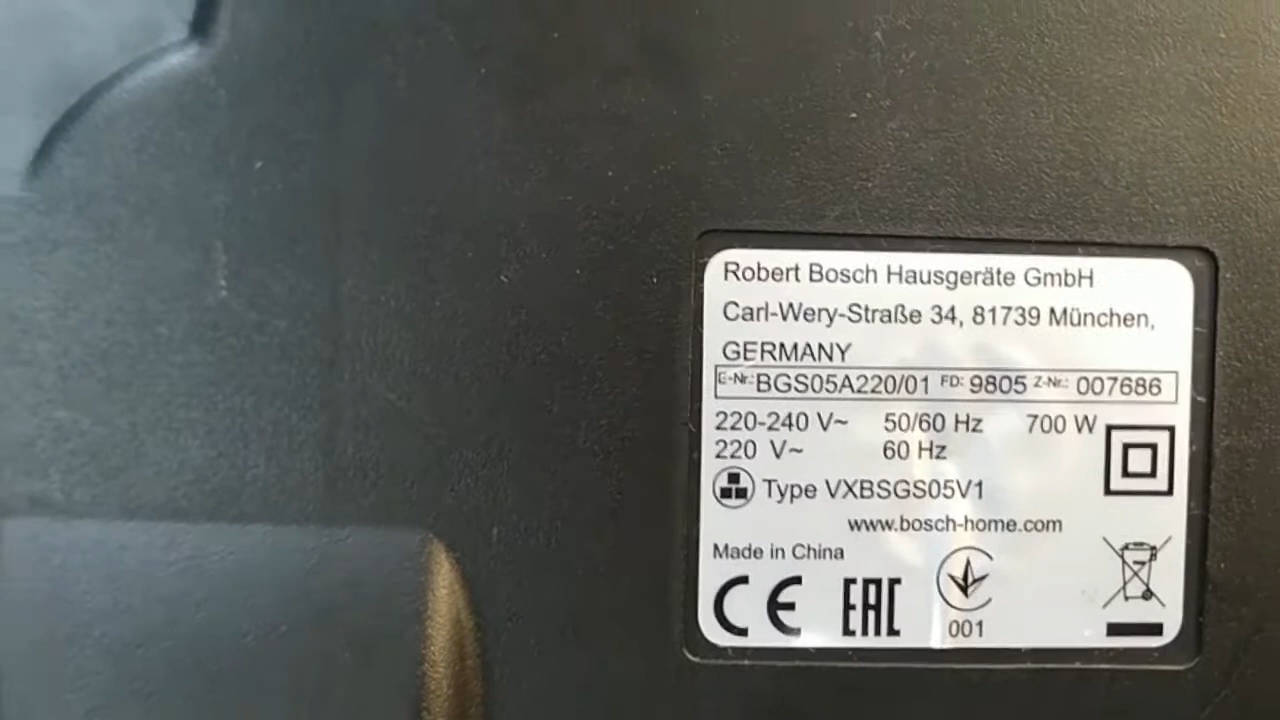 Robert Bosch Hausgeräte GmbH
Carl-Wery-Straße 34, 81739 München,
GERMANY
E-Nr.: BGS05A220/01 FD: 9805 Z-Nr.: 007686
220-240 V~ 50/60 Hz 700 W
220 V~ 60 Hz
Type VXBSGS05V1
www.bosch-home.com
Made in China
CE EAC
001